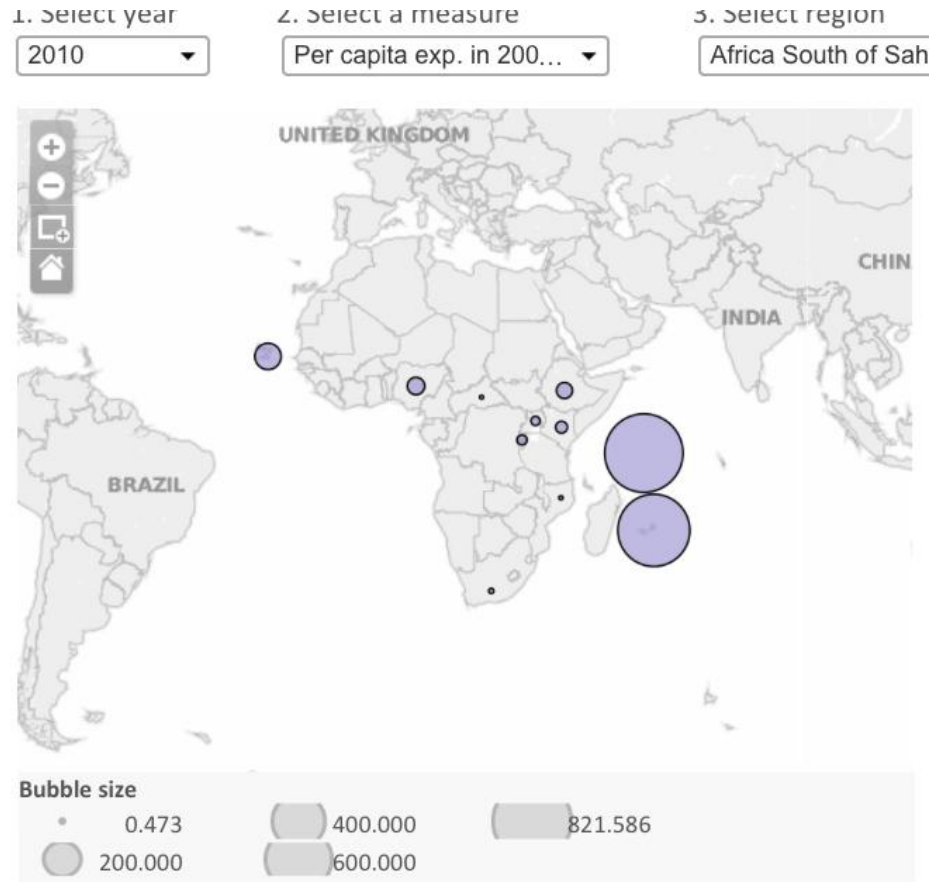 1. Select year
2. Select a measure
3. Select region
2010
Per capita exp. in 200...
Africa South of Sah
UNITED KINGDOM
CHIN
INDIA
BRAZIL
Bubble size
0.473
400.000
821.586
200.000
600.000